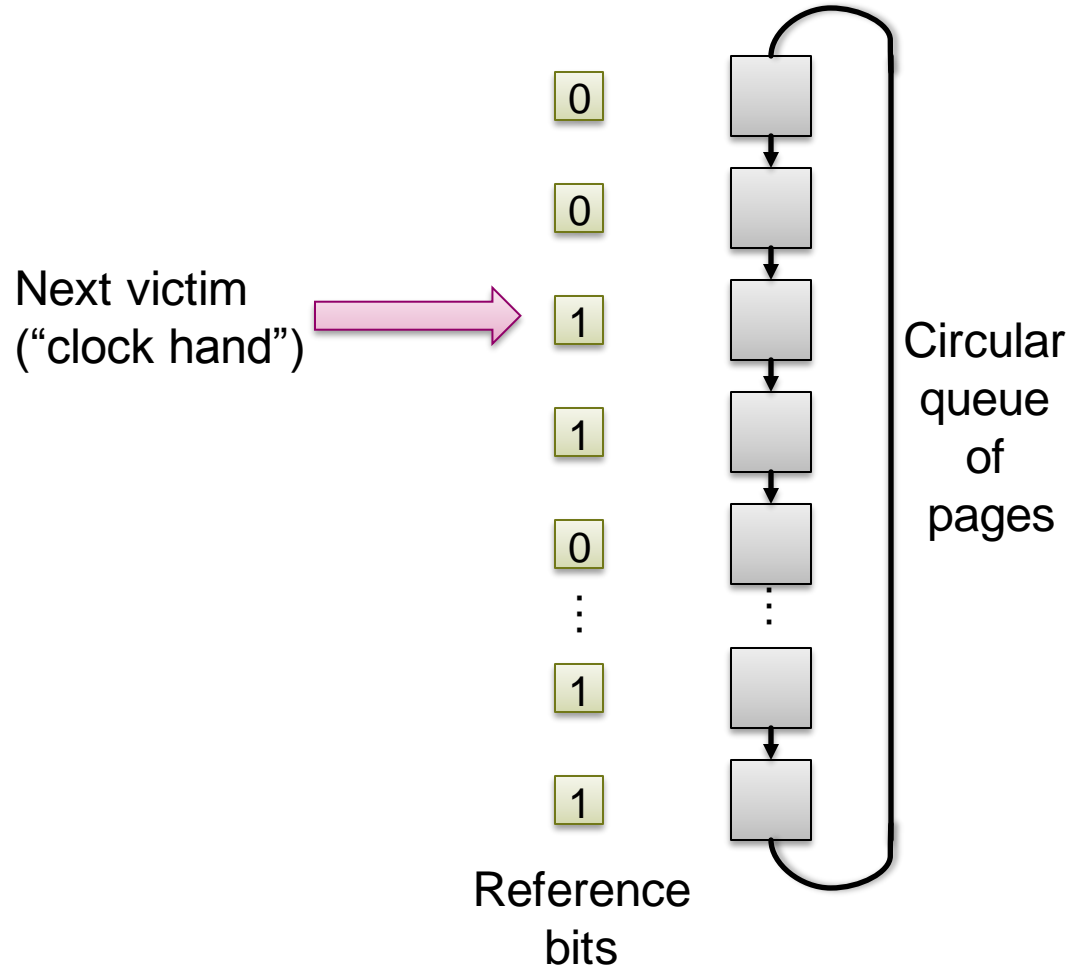 0
0
Next victim
(“clock hand”)
1
Circular
queue
of
pages
1
0
⋮
⋮
1
1
Reference
bits